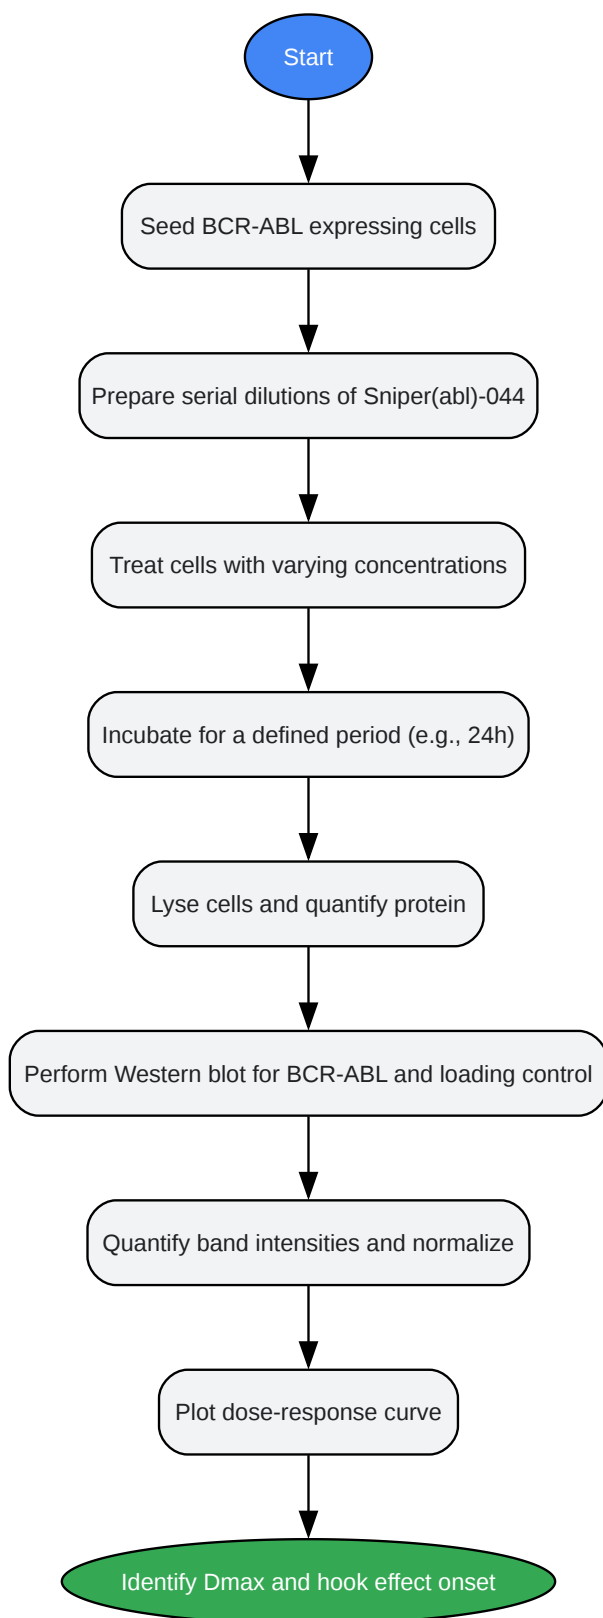 Start
Seed BCR-ABL expressing cells
Prepare serial dilutions of Sniper(abl)-044
Treat cells with varying concentrations
Incubate for a defined period (e.g., 24h)
Lyse cells and quantify protein
Perform Western blot for BCR-ABL and loading control
Quantify band intensities and normalize
Plot dose-response curve
Identify Dmax and hook effect onset